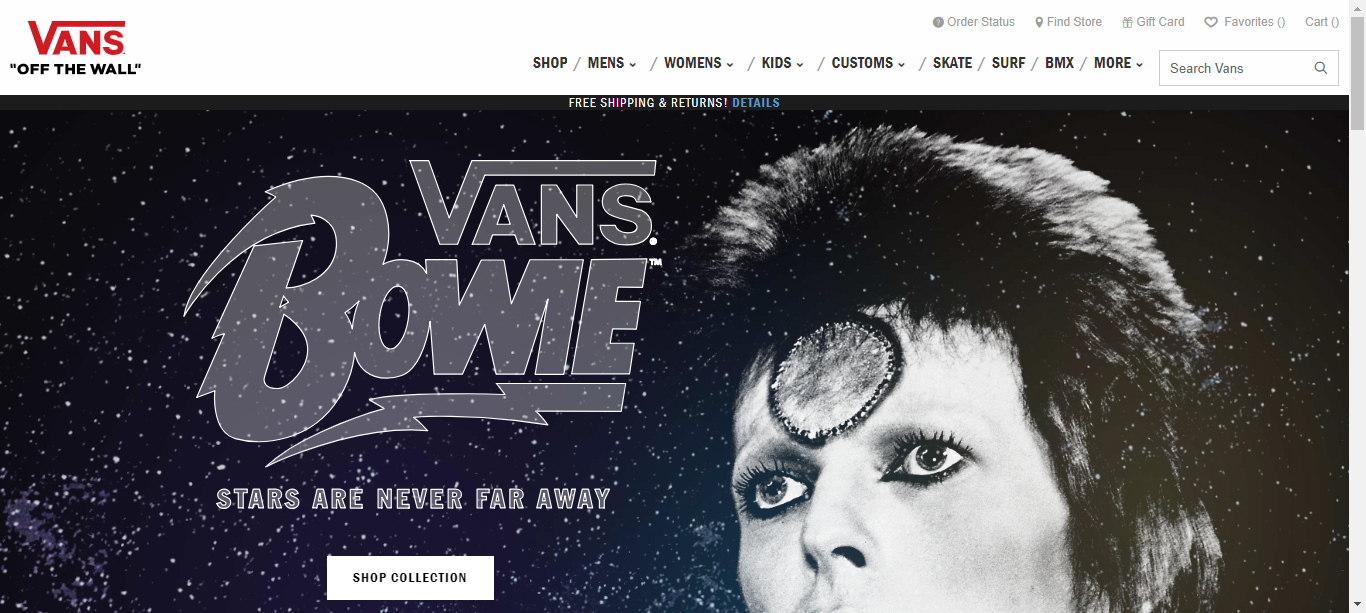 Order Status
Find Store
Gift Card
Favorites ()
Cart ()
VANS
"OFF THE WALL"
SHOP / MENS / WOMENS / KIDS / CUSTOMS / SKATE / SURF / BMX / MORE
Search Vans
FREE SHIPPING & RETURNS! DETAILS
VANS
BOWIE™
STARS ARE NEVER FAR AWAY
SHOP COLLECTION